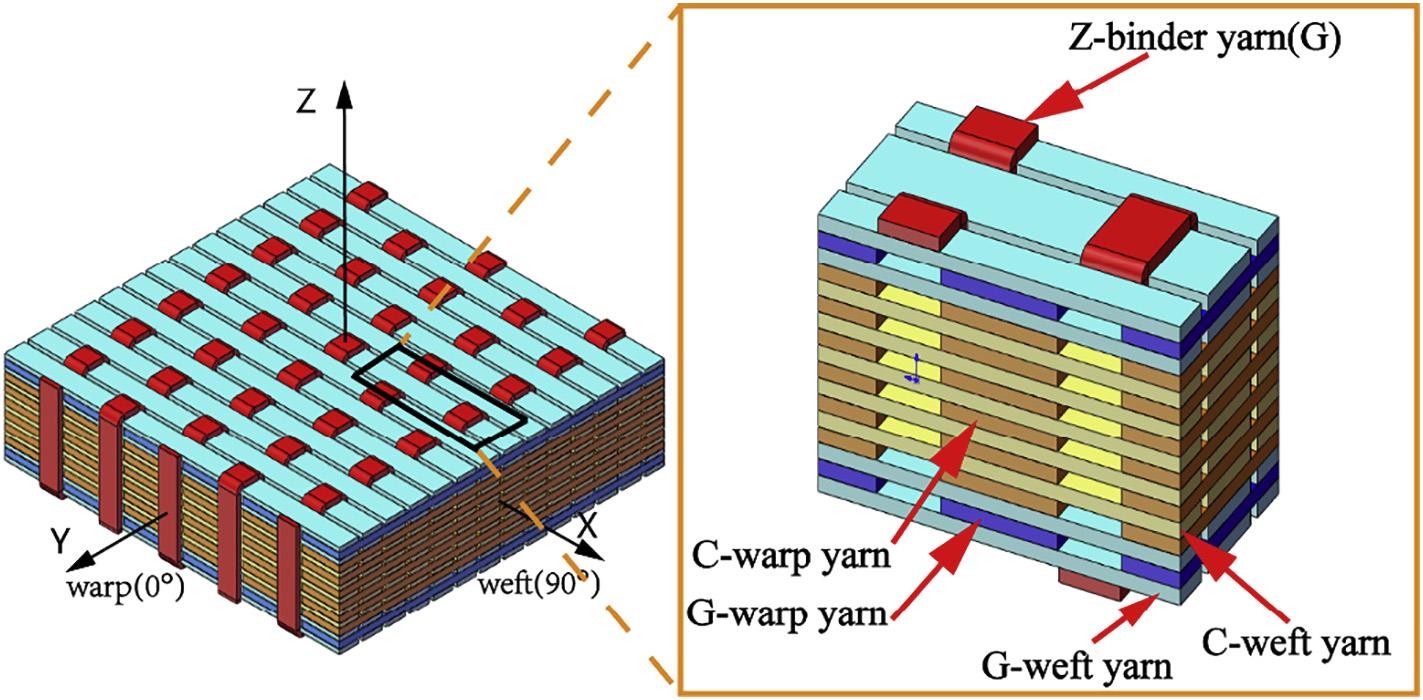 Z
Y
warp(0°)
X
weft(90°)
Z-binder yarn(G)
C-warp yarn
G-warp yarn
G-weft yarn
C-weft yarn